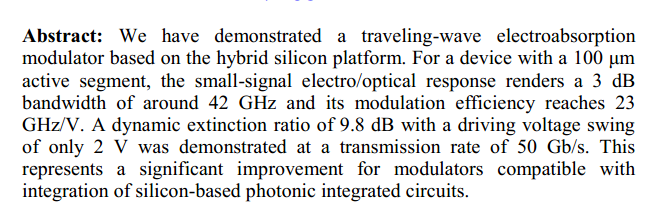 Abstract: We have demonstrated a traveling-wave electroabsorption
modulator based on the hybrid silicon platform. For a device with a 100 μm
active segment, the small-signal electro/optical response renders a 3 dB
bandwidth of around 42 GHz and its modulation efficiency reaches 23
GHz/V. A dynamic extinction ratio of 9.8 dB with a driving voltage swing
of only 2 V was demonstrated at a transmission rate of 50 Gb/s. This
represents a significant improvement for modulators compatible with
integration of silicon-based photonic integrated circuits.